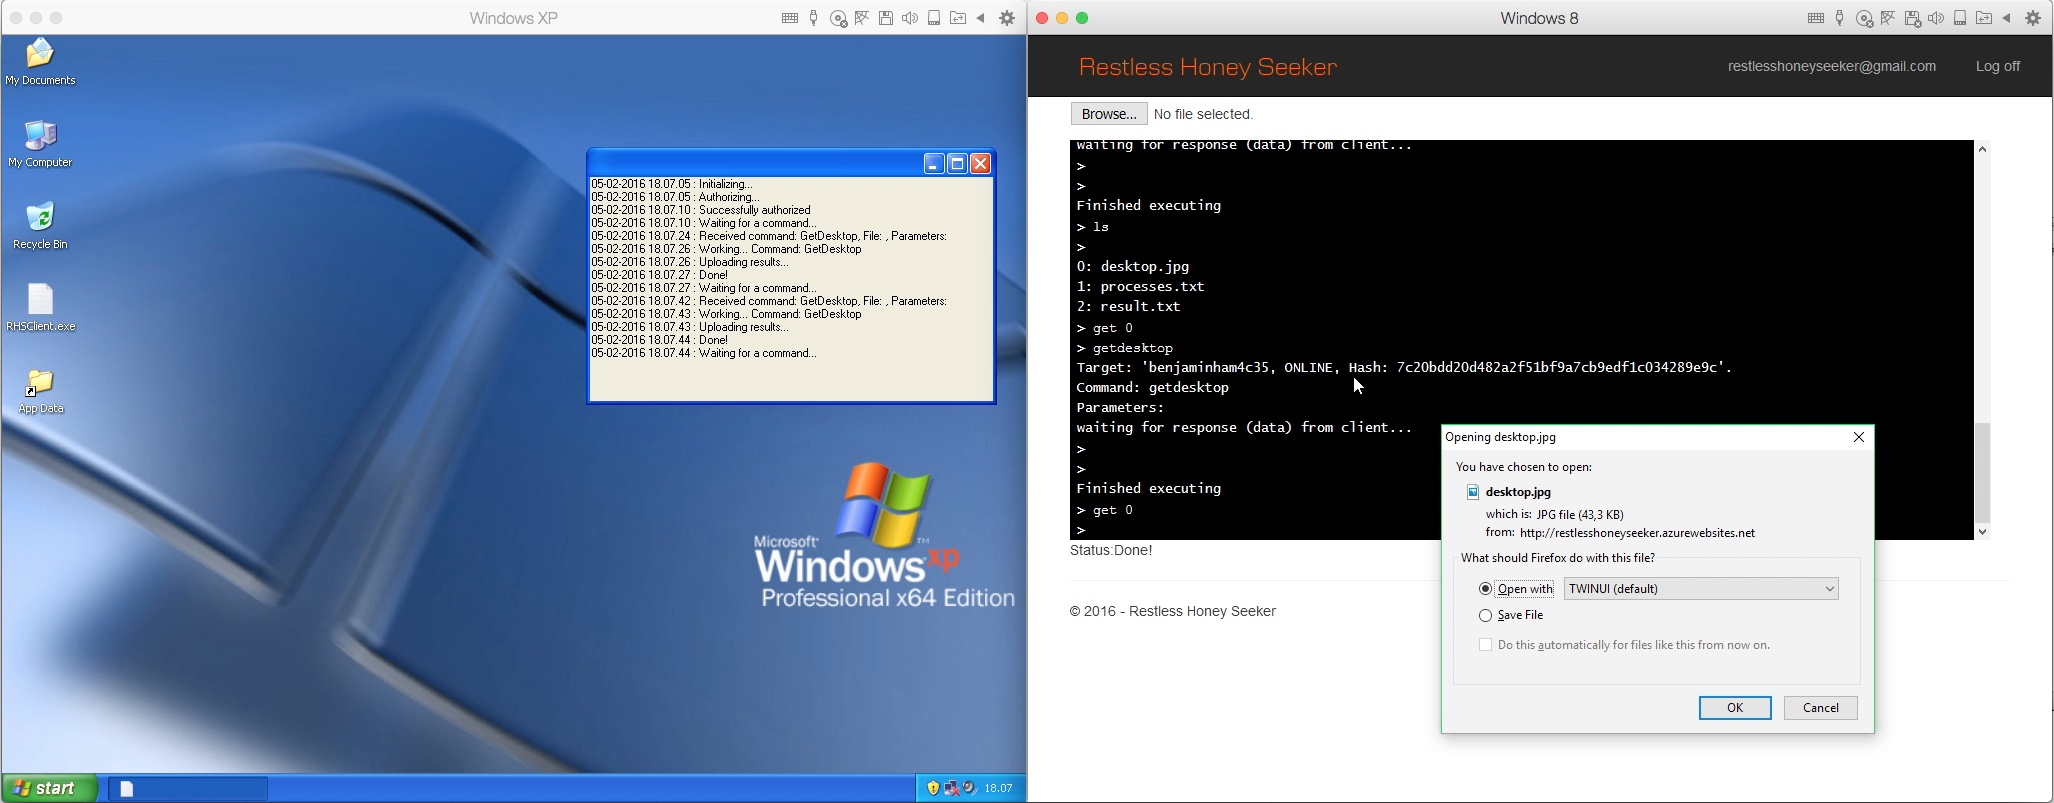 Windows XP
My Documents
My Computer
Recycle Bin
RHSClient.exe
App Data
05-02-2016 18.07.05 : Initializing...
05-02-2016 18.07.05 : Authorizing...
05-02-2016 18.07.10 : Successfully authorized
05-02-2016 18.07.10 : Waiting for a command...
05-02-2016 18.07.24 : Received command: GetDesktop, File: , Parameters:
05-02-2016 18.07.26 : Working... Command: GetDesktop
05-02-2016 18.07.26 : Uploading results...
05-02-2016 18.07.27 : Done!
05-02-2016 18.07.27 : Waiting for a command...
05-02-2016 18.07.42 : Received command: GetDesktop, File: , Parameters:
05-02-2016 18.07.43 : Working... Command: GetDesktop
05-02-2016 18.07.43 : Uploading results...
05-02-2016 18.07.44 : Done!
05-02-2016 18.07.44 : Waiting for a command...
Microsoft
Windows xp
TM
Professional x64 Edition
start
18.07
Windows 8
Restless Honey Seeker
restlesshoneyseeker@gmail.com
Log off
Browse... No file selected.
waiting for response (data) from client...
>
>
Finished executing
> ls
>
0: desktop.jpg
1: processes.txt
2: result.txt
> get 0
> getdesktop
Target: 'benjaminham4c35, ONLINE, Hash: 7c20bdd20d482a2f51bf9a7cb9edf1c034289e9c'.
Command: getdesktop
Parameters:
waiting for response (data) from client...
>
>
Finished executing
> get 0
>
Status:Done!
© 2016 - Restless Honey Seeker
Opening desktop.jpg
You have chosen to open:
desktop.jpg
which is: JPG file (43,3 KB)
from: http://restlesshoneyseeker.azurewebsites.net
What should Firefox do with this file?
Open with TWINUI (default)
Save File
Do this automatically for files like this from now on.
OK Cancel